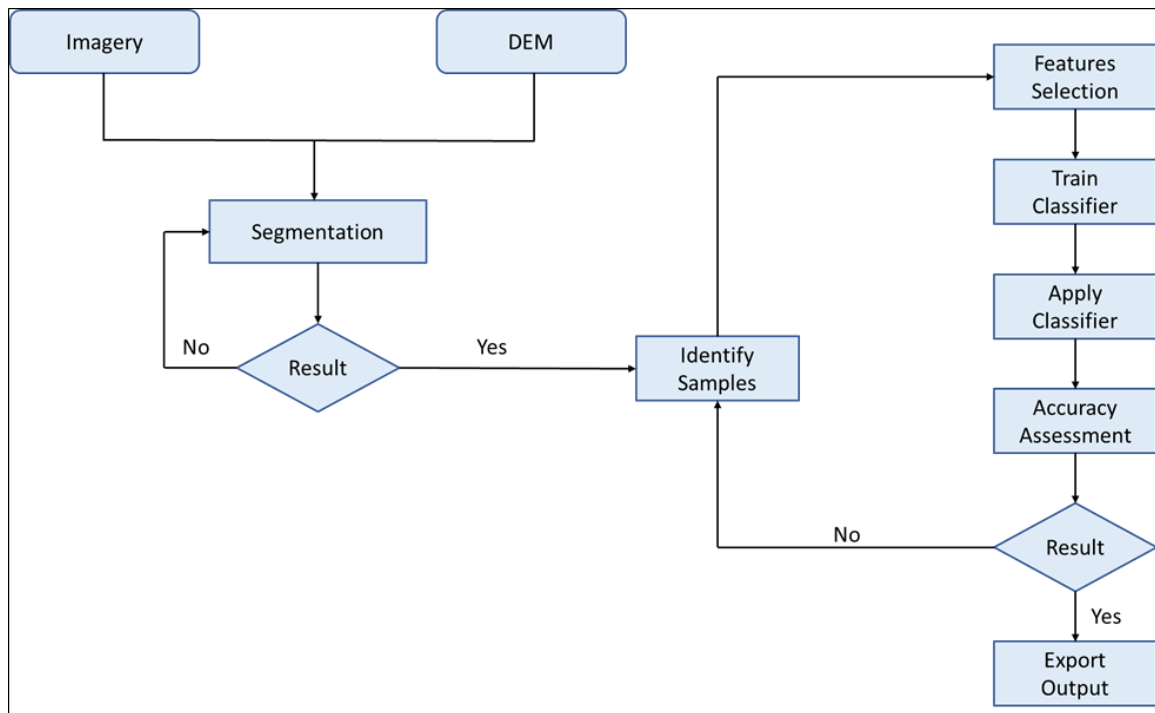 Imagery
DEM
Segmentation
No
Result
Yes
Identify
Samples
Features
Selection
Train
Classifier
Apply
Classifier
Accuracy
Assessment
No
Result
Yes
Export
Output